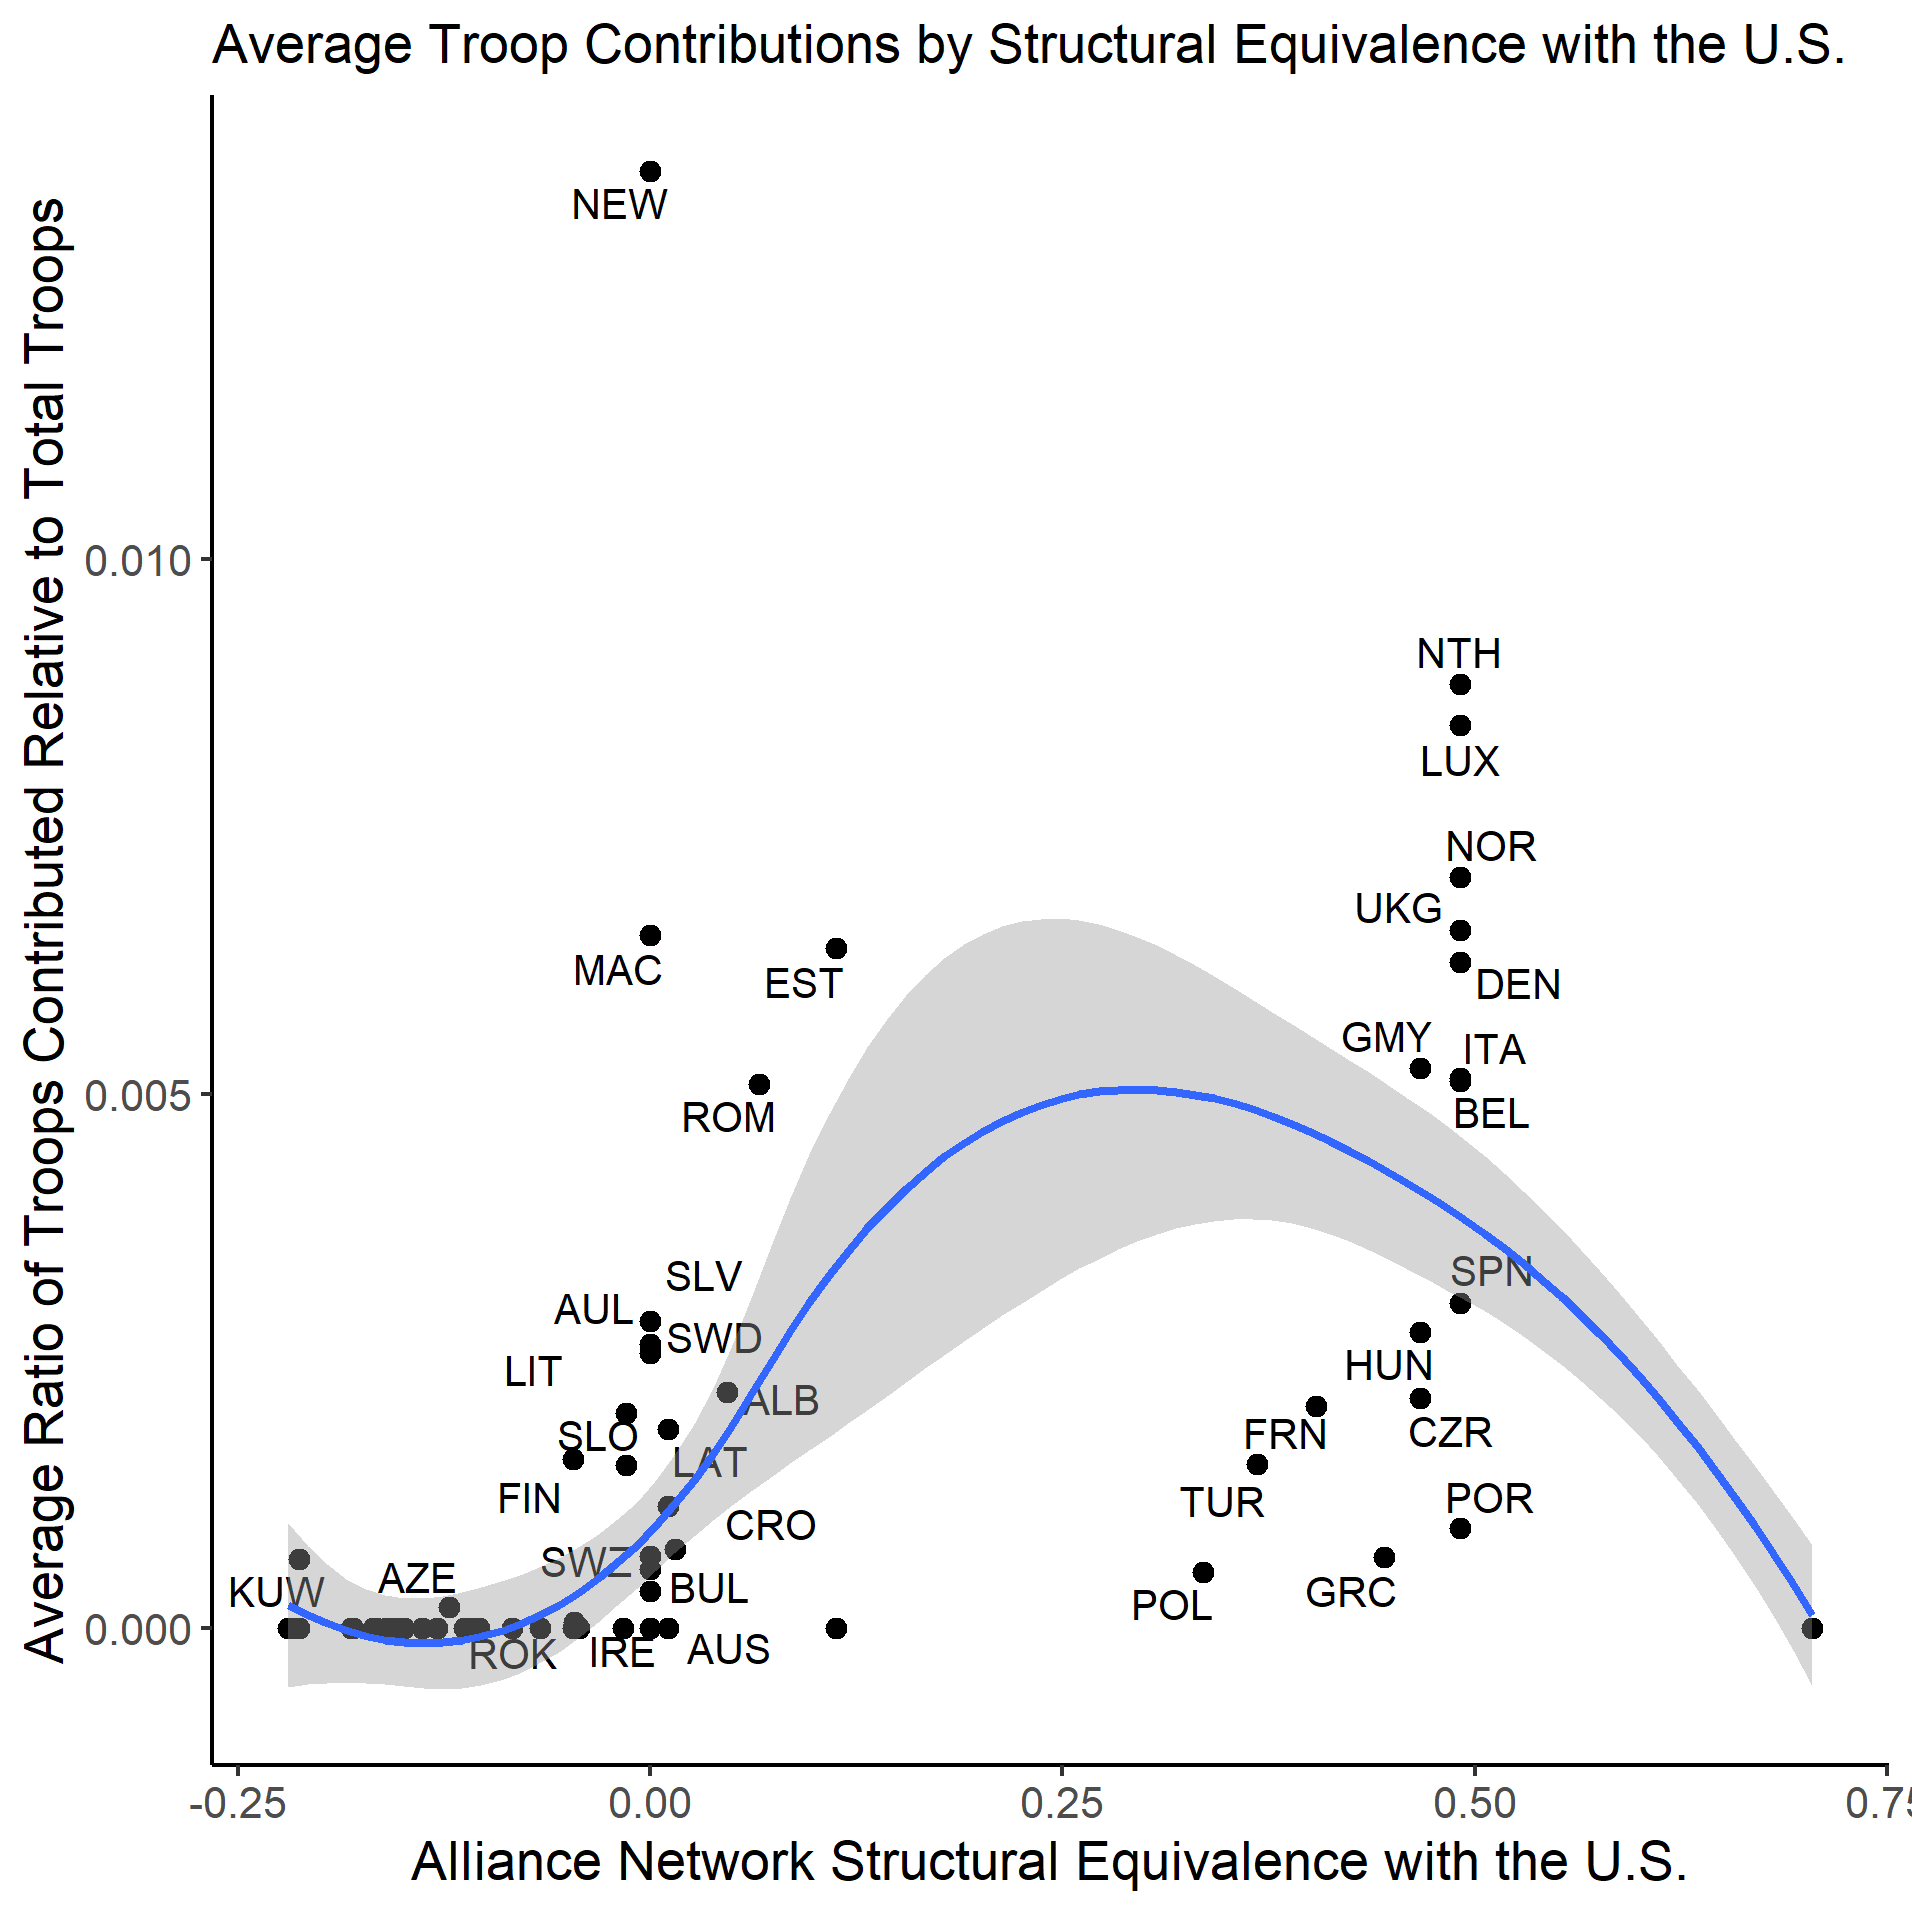 Average Troop Contributions by Structural Equivalence with the U.S.
Average Ratio of Troops Contributed Relative to Total Troops
0.010
0.005
0.000
NEW
NTH
LUX
NOR
UKG
DEN
MAC
EST
GMY
ITA
BEL
ROM
SLV
AUL
SWD
SPN
LIT
HUN
ALB
SLO
FRN
CZR
LAT
FIN
TUR
POR
CRO
SWZ
AZE
KUW
BUL
POL
GRC
ROK
IRE
AUS
-0.25
0.00
0.25
0.50
0.75
Alliance Network Structural Equivalence with the U.S.